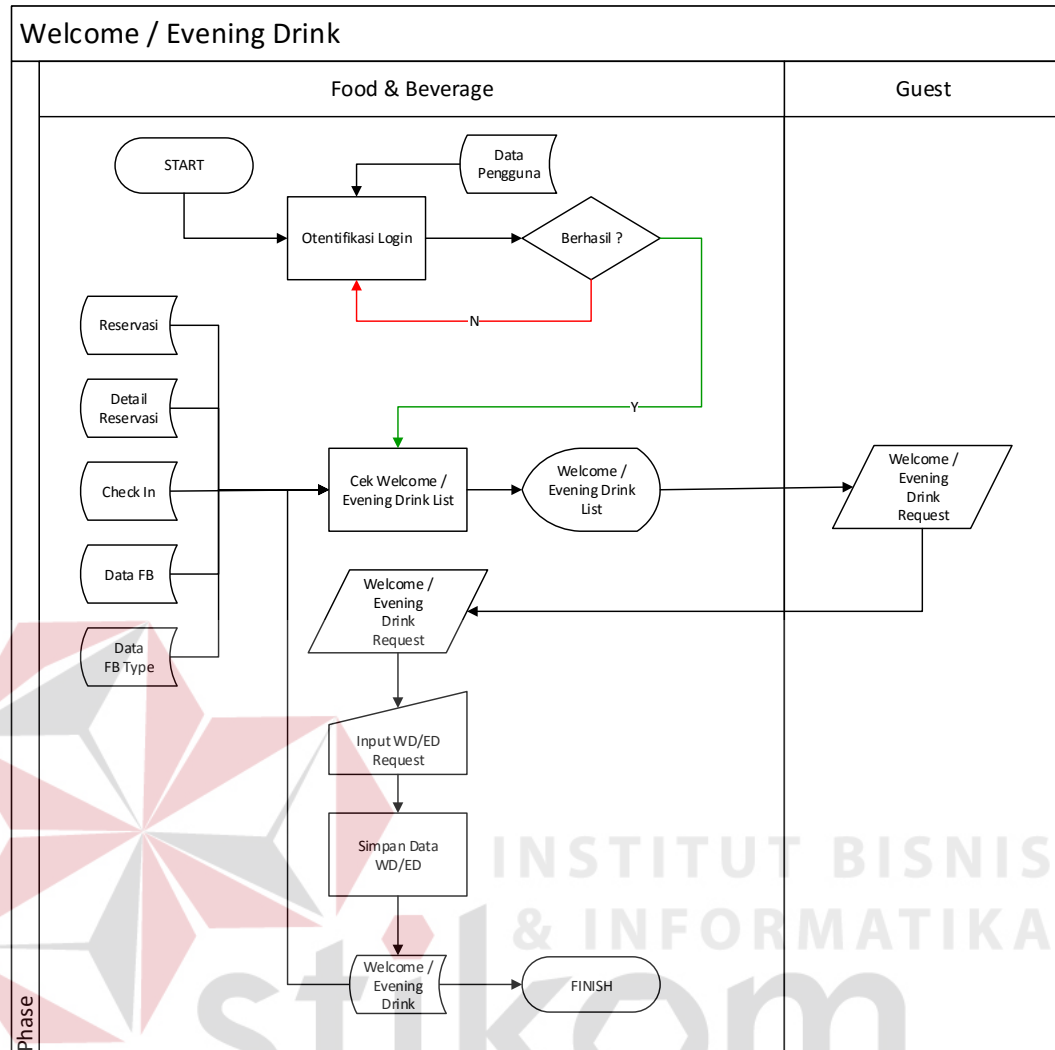 Welcome / Evening Drink
Food & Beverage
Guest
START
Data
Pengguna
Otentifikasi Login
Berhasil ?
N
Reservasi
Detail
Reservasi
Y
Check In
Cek Welcome /
Evening Drink List
Welcome /
Evening Drink
List
Welcome /
Evening
Drink
Request
Data FB
Welcome /
Evening
Drink
Request
Data
FB Type
Input WD/ED
Request
Simpan Data
WD/ED
INSTITUT BISNIS
& INFORMATIKA
stikom
Welcome /
Evening
Drink
FINISH
Phase